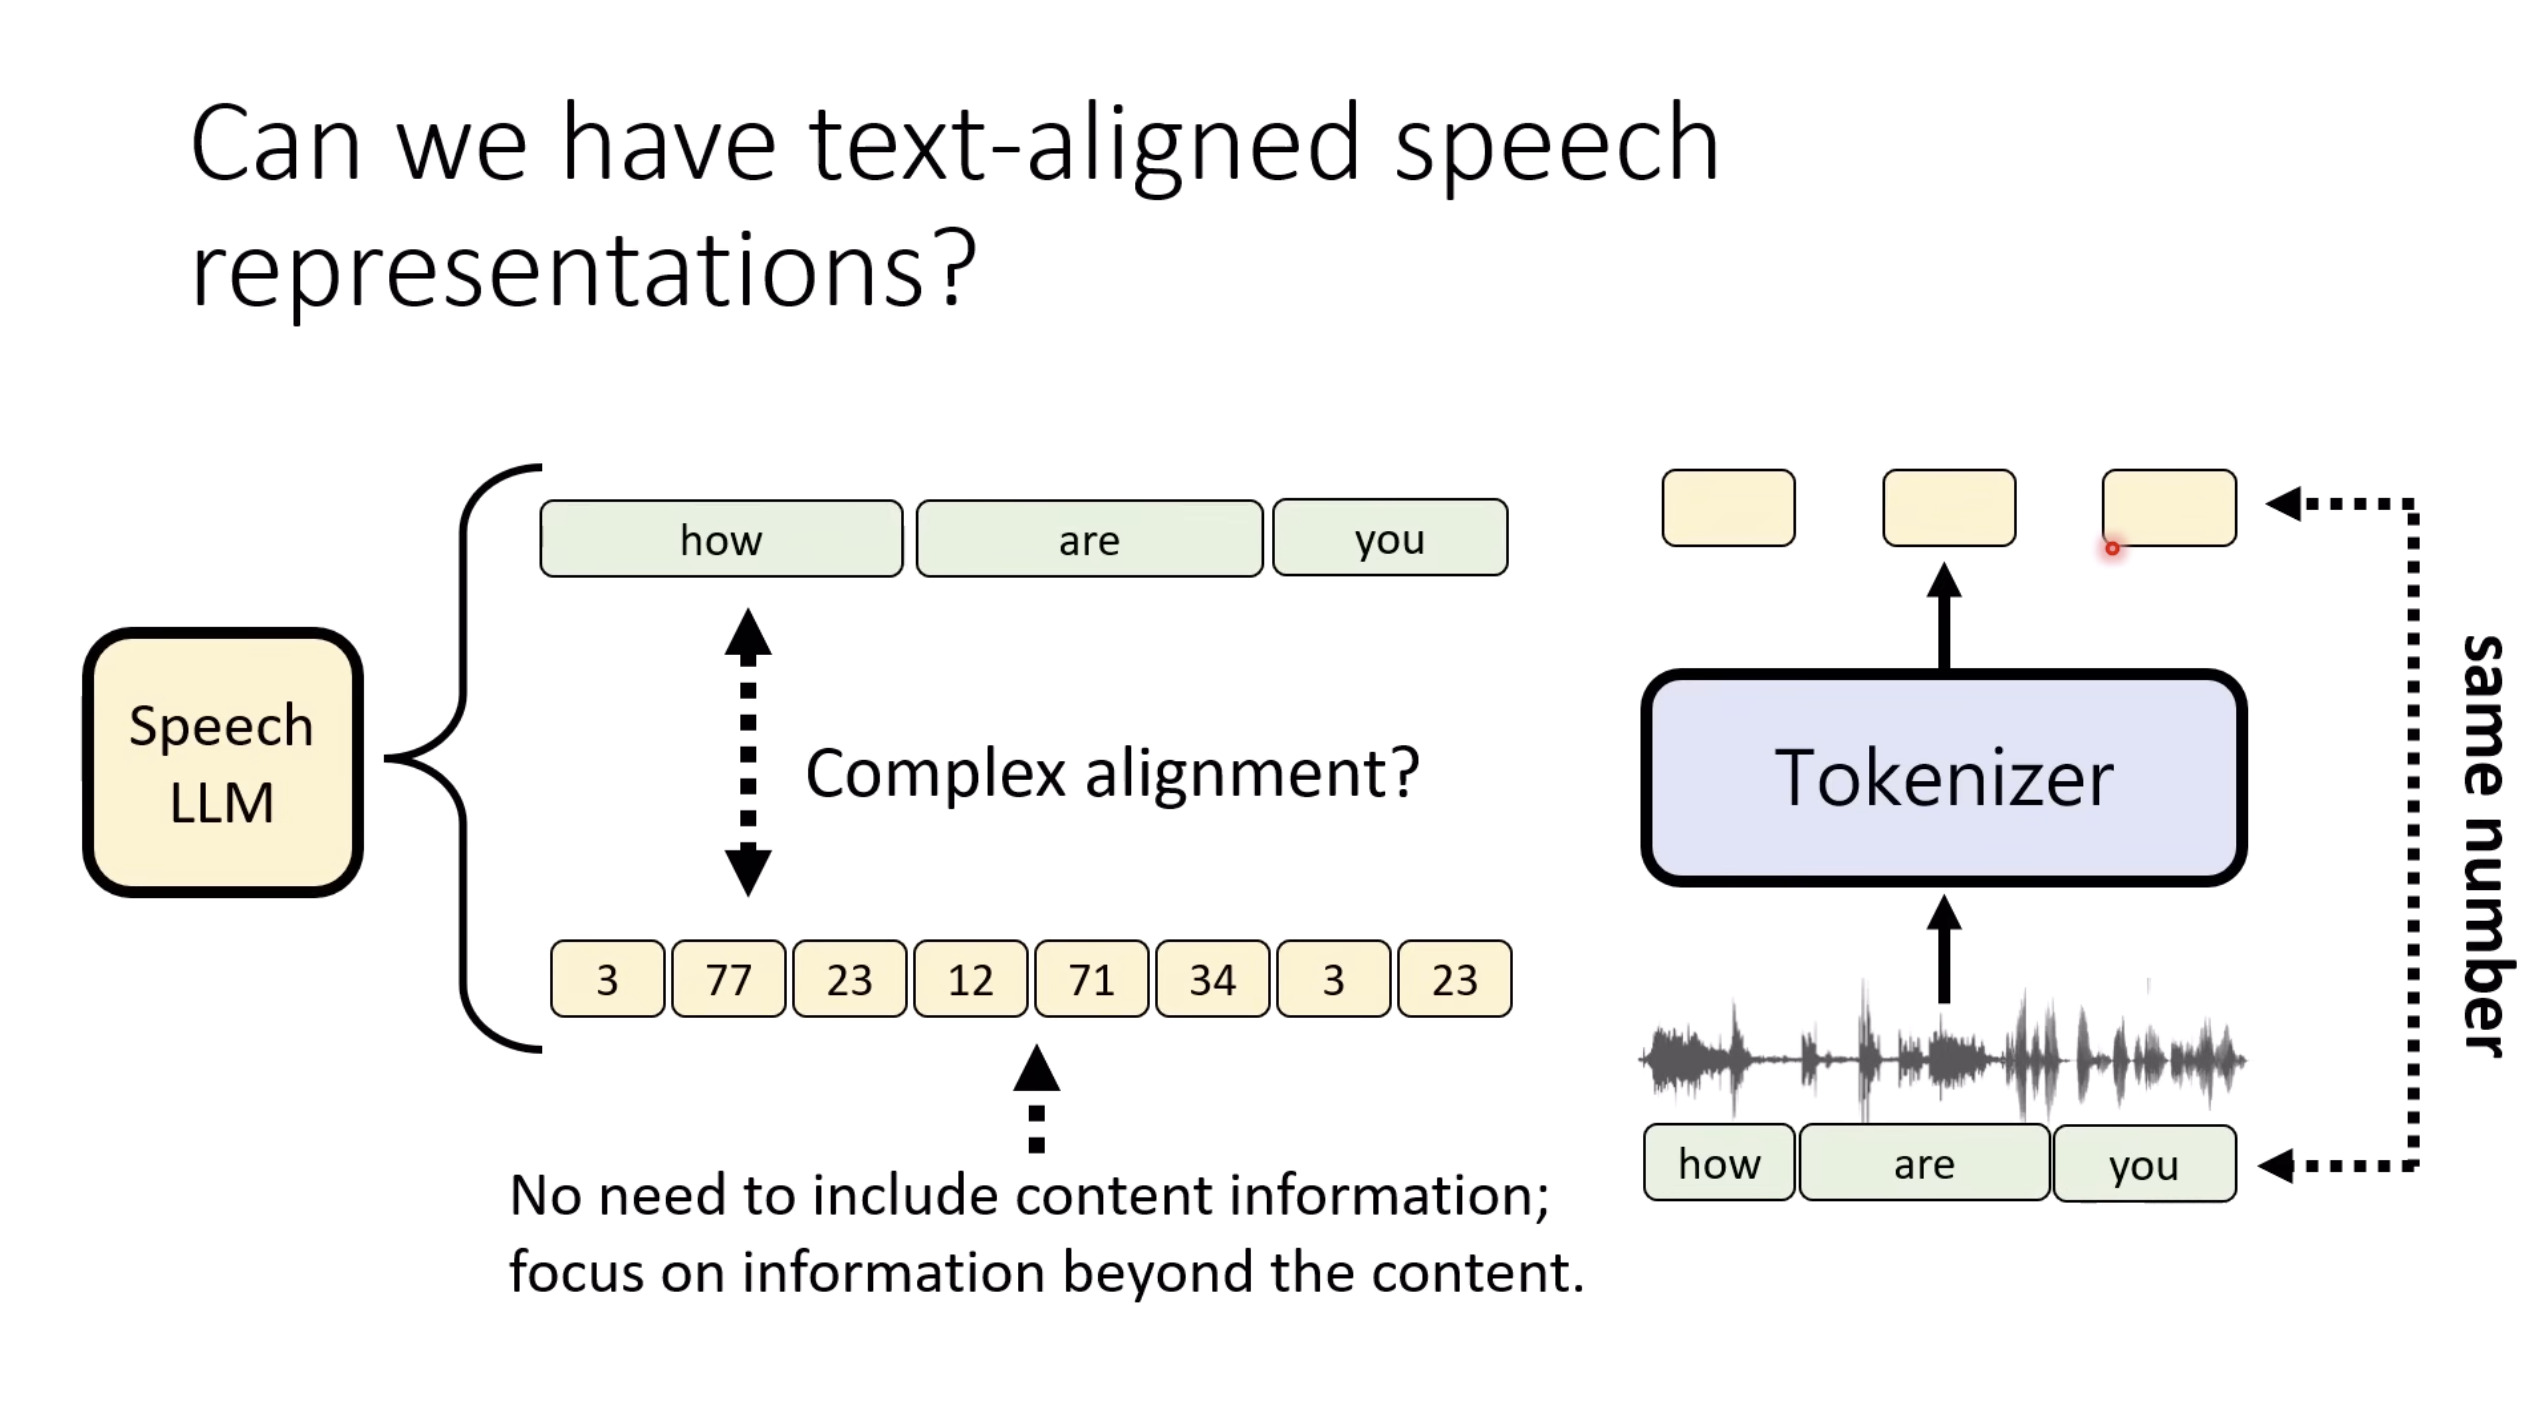 Can we have text-aligned speech
representations?
Speech
LLM
how are you
Complex alignment?
3 77 23 12 71 34 3 23
No need to include content information;
focus on information beyond the content.
Tokenizer
how are you
same number